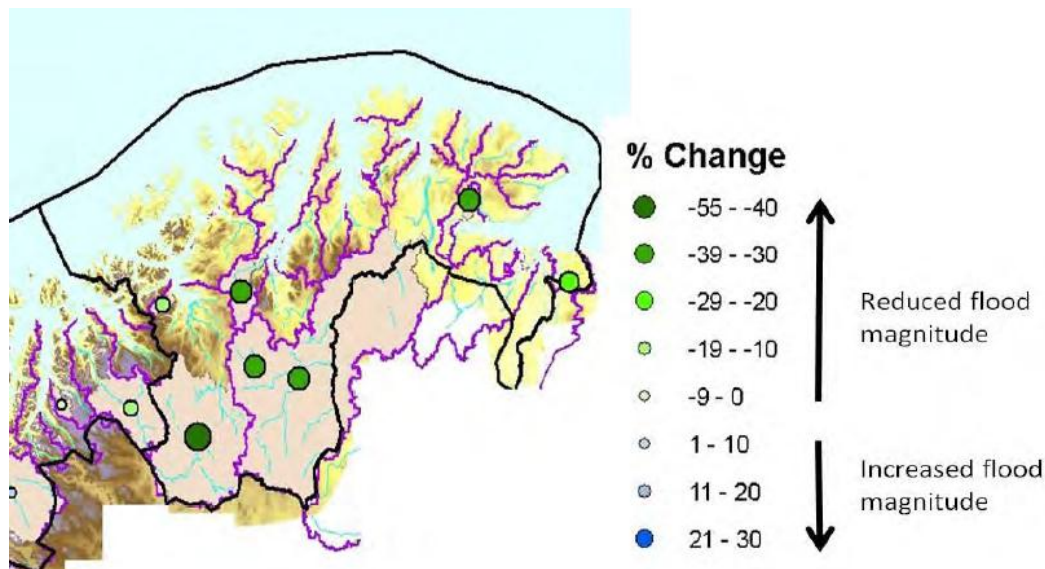 % Change
-55 - -40
-39 - -30
-29 - -20
-19 - -10
-9 - 0
1 - 10
11 - 20
21 - 30
Reduced flood
magnitude
Increased flood
magnitude